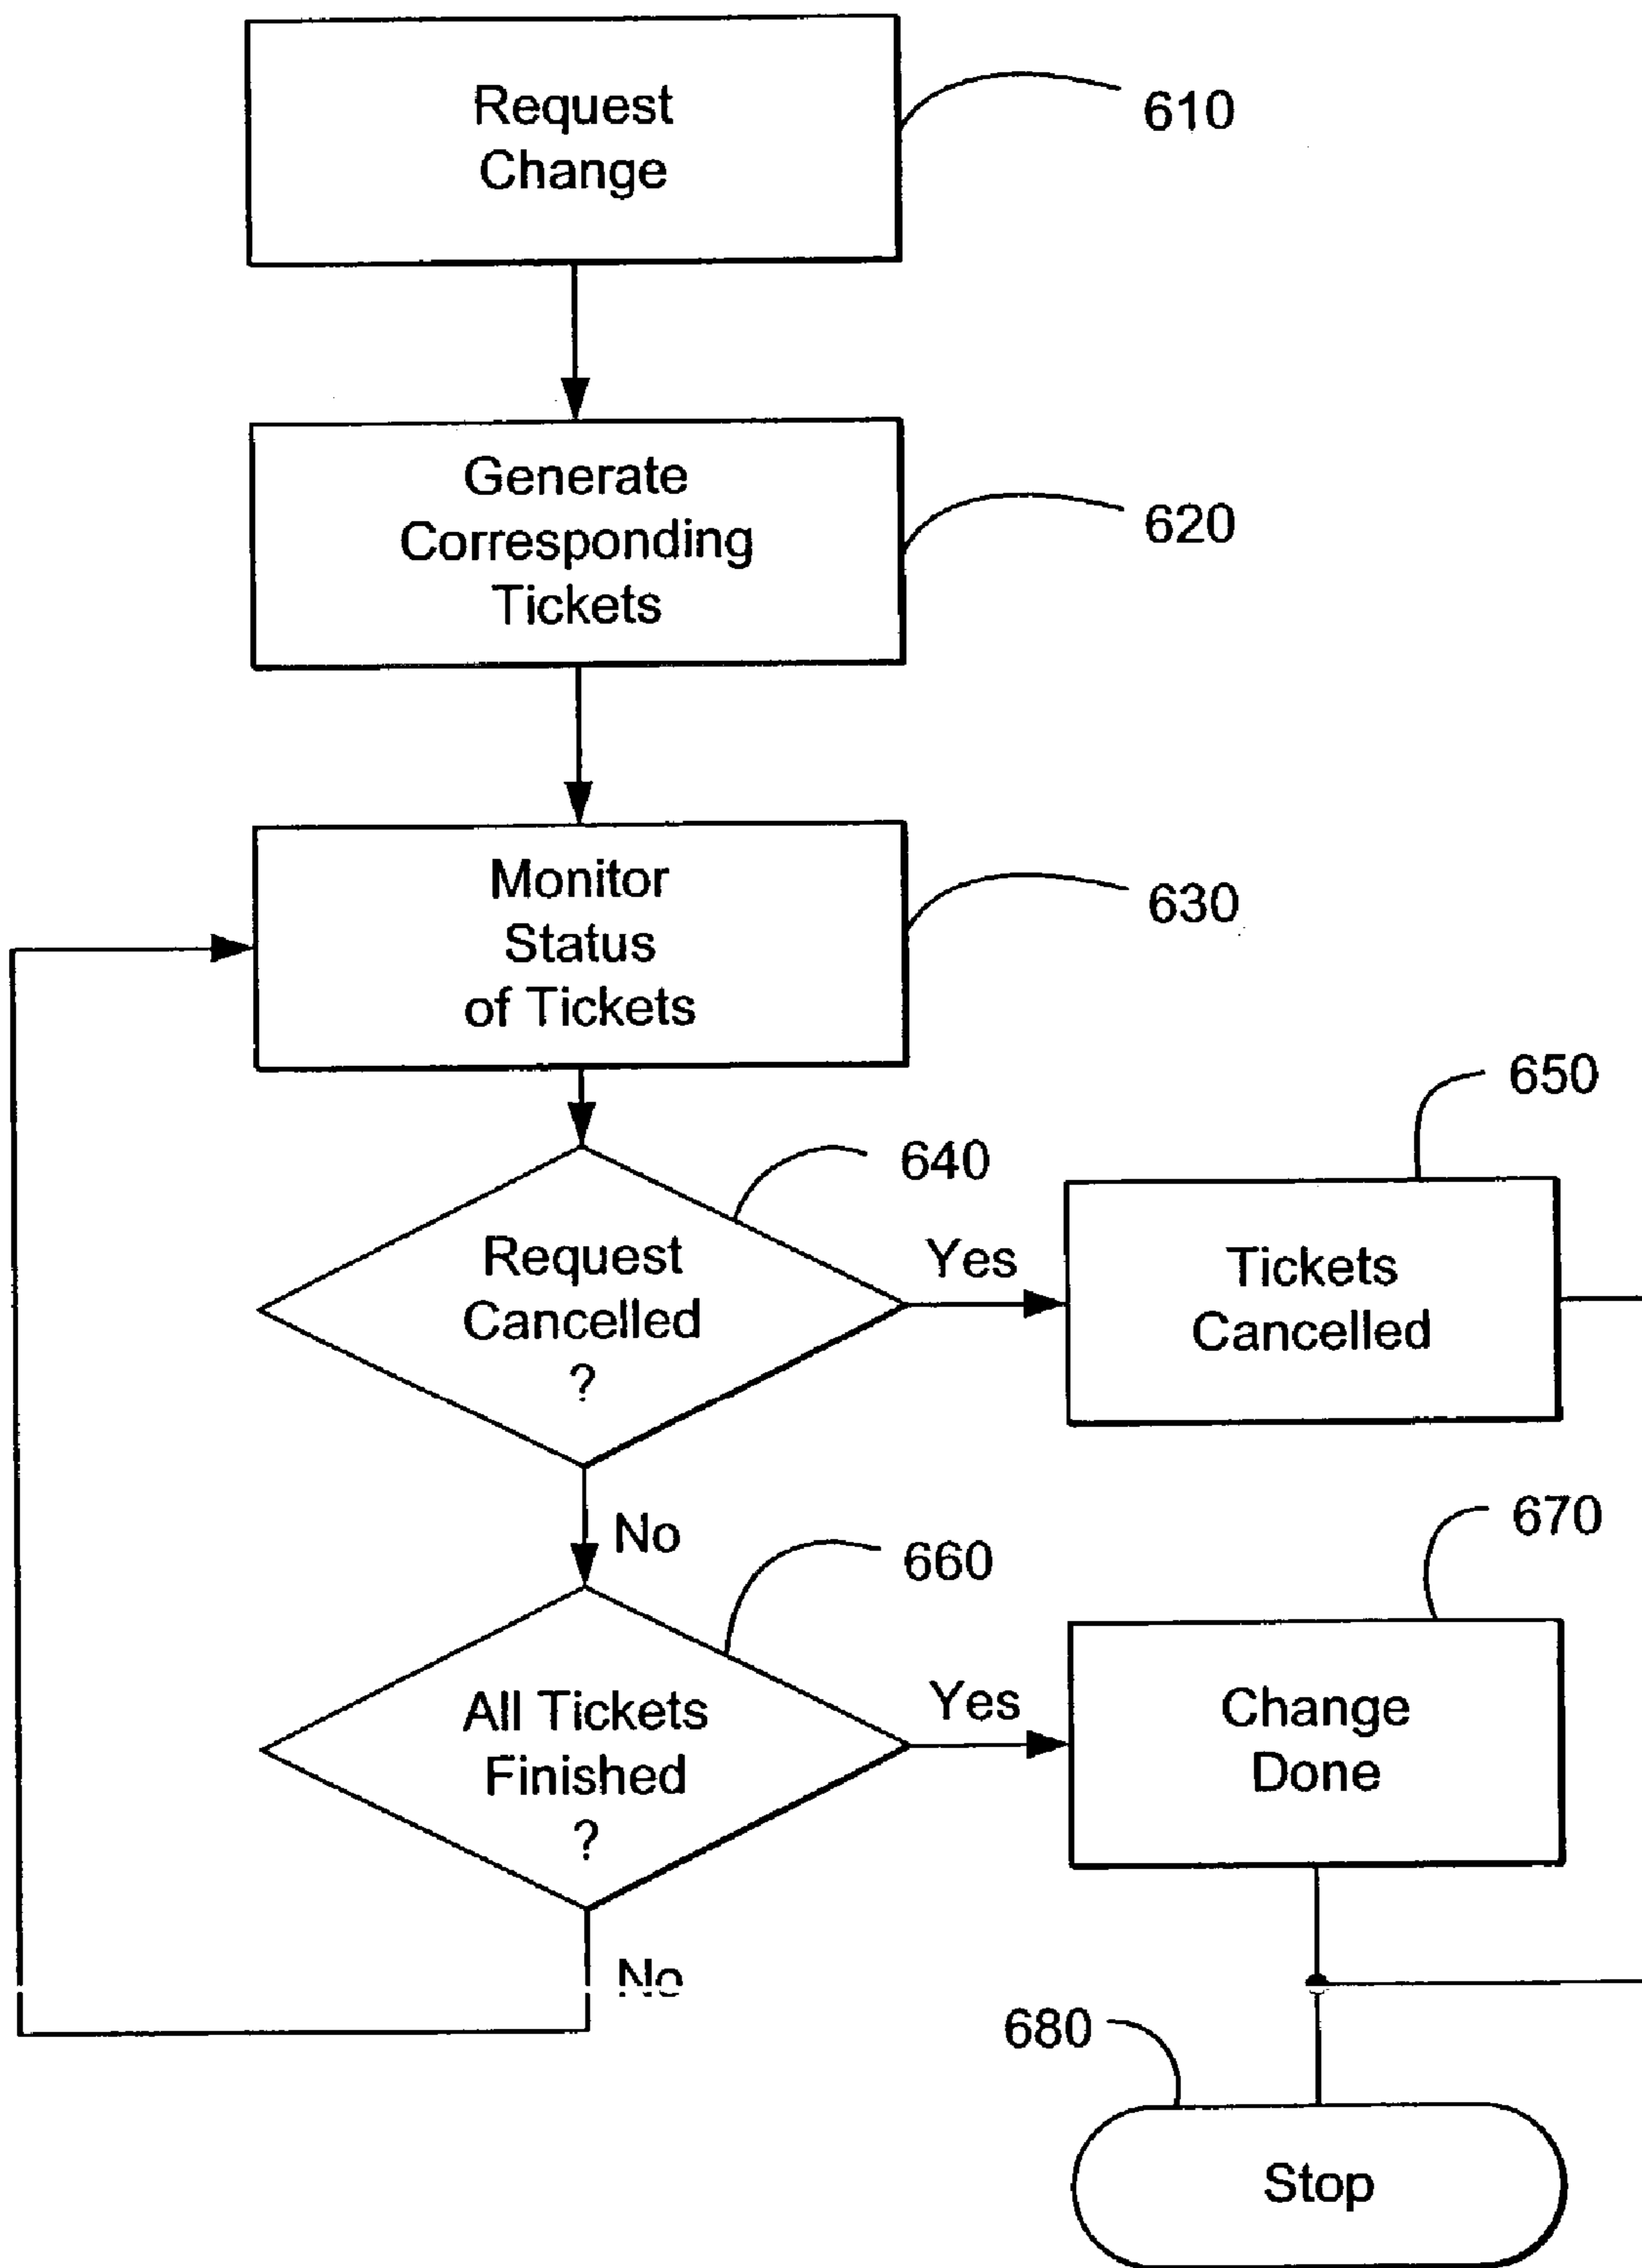 Request
Change
610
Generate
Corresponding
Tickets
620
Monitor
Status
of Tickets
630
640
Request
Cancelled
?
Yes
650
Tickets
Cancelled
No
660
All Tickets
Finished
?
Yes
670
Change
Done
No
680
Stop